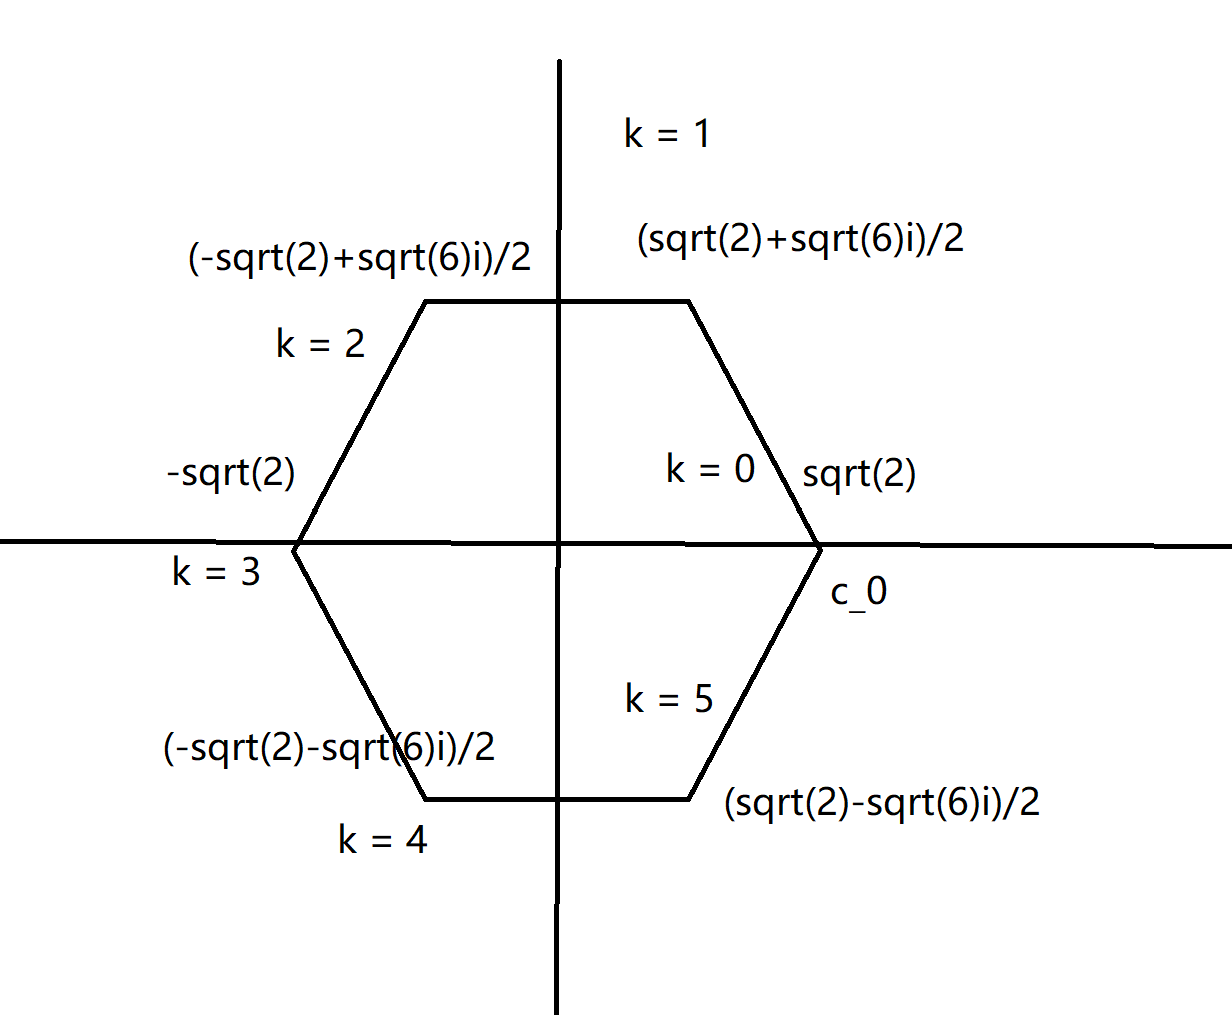 k = 1
(sqrt(2)+sqrt(6)i)/2
(-sqrt(2)+sqrt(6)i)/2
k = 2
k = 0
sqrt(2)
-sqrt(2)
k = 3
c_0
k = 5
(-sqrt(2)-sqrt(6)i)/2
(sqrt(2)-sqrt(6)i)/2
k = 4